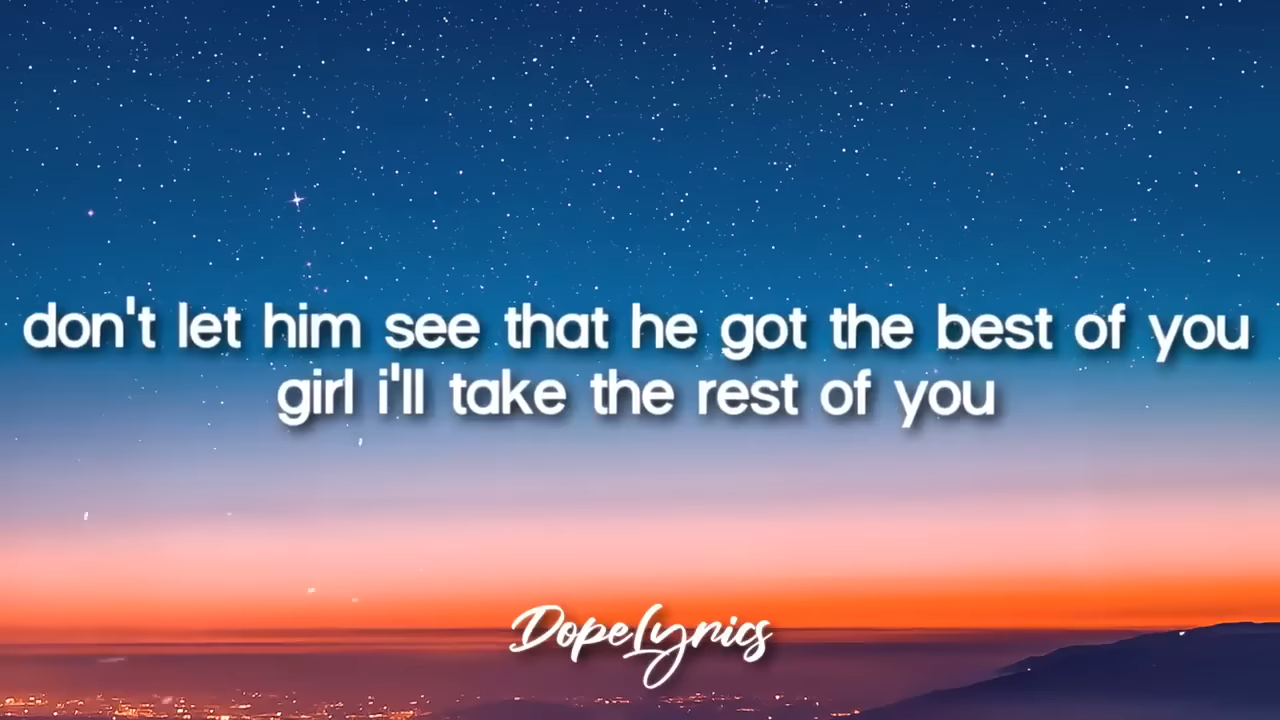 don't let him see that he got the best of you
girl i'll take the rest of you
DopeLyrics